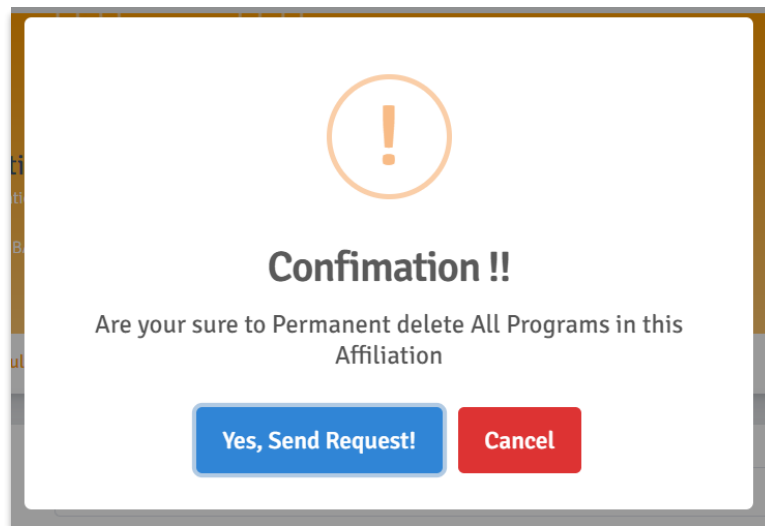 !
Confimation !!
Are your sure to Permanent delete All Programs in this
Affiliation
Yes, Send Request!
Cancel